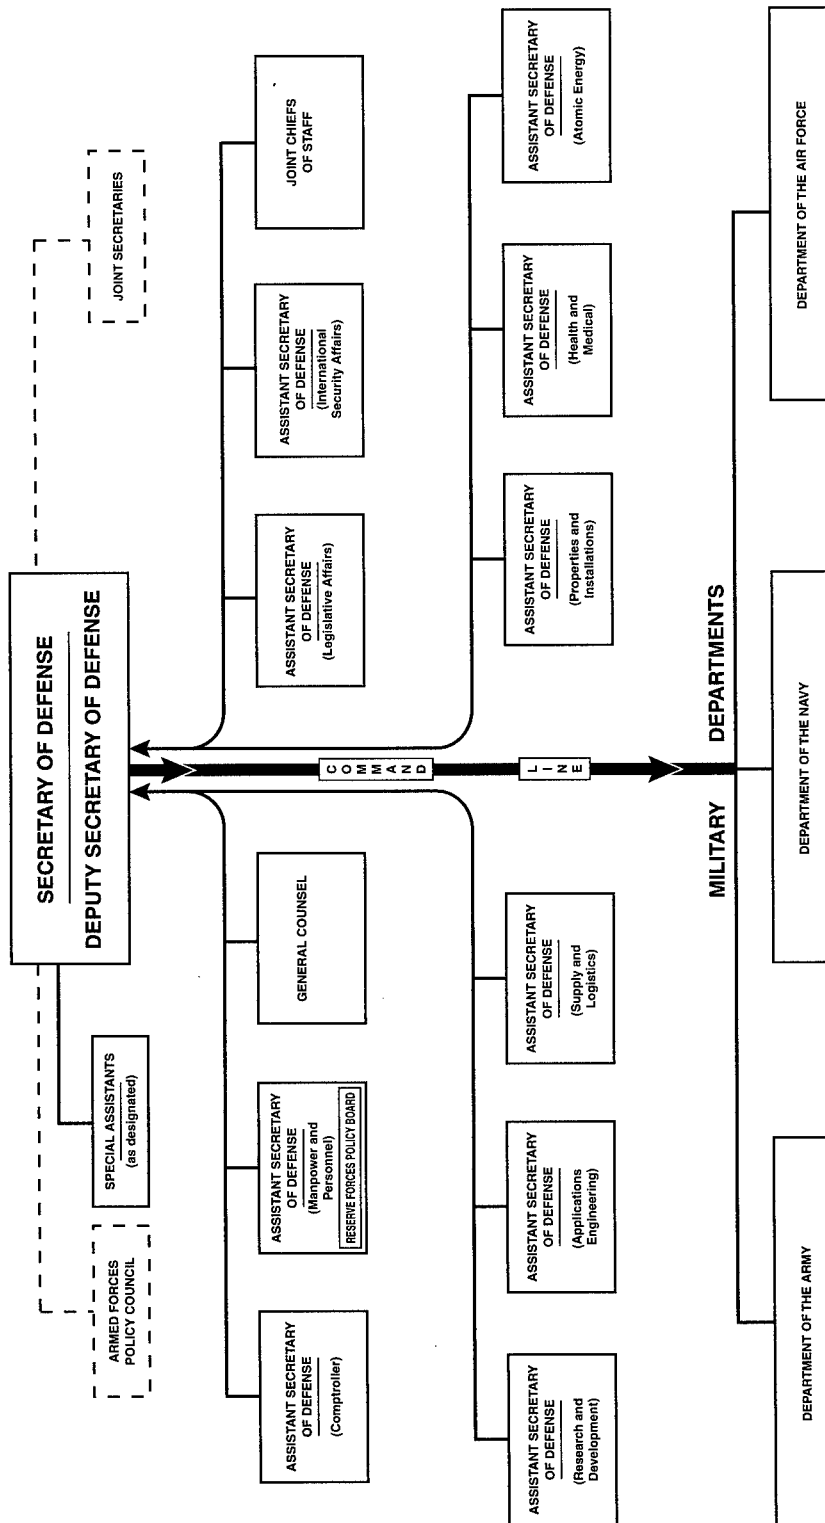 SECRETARY OF DEFENSE
DEPUTY SECRETARY OF DEFENSE
ARMED FORCES
POLICY COUNCIL
SPECIAL ASSISTANTS
(as designated)
JOINT SECRETARIES
ASSISTANT SECRETARY
OF DEFENSE
(Comptroller)
ASSISTANT SECRETARY
OF DEFENSE
(Manpower and
Personnel)
RESERVE FORCES POLICY BOARD
GENERAL COUNSEL
ASSISTANT SECRETARY
OF DEFENSE
(Legislative Affairs)
ASSISTANT SECRETARY
OF DEFENSE
(International
Security Affairs)
JOINT CHIEFS
OF STAFF
COMMAND
LINE
ASSISTANT SECRETARY
OF DEFENSE
(Research and
Development)
ASSISTANT SECRETARY
OF DEFENSE
(Applications
Engineering)
ASSISTANT SECRETARY
OF DEFENSE
(Supply and
Logistics)
ASSISTANT SECRETARY
OF DEFENSE
(Properties and
Installations)
ASSISTANT SECRETARY
OF DEFENSE
(Health and
Medical)
ASSISTANT SECRETARY
OF DEFENSE
(Atomic Energy)
MILITARY DEPARTMENTS
DEPARTMENT OF THE ARMY
DEPARTMENT OF THE NAVY
DEPARTMENT OF THE AIR FORCE